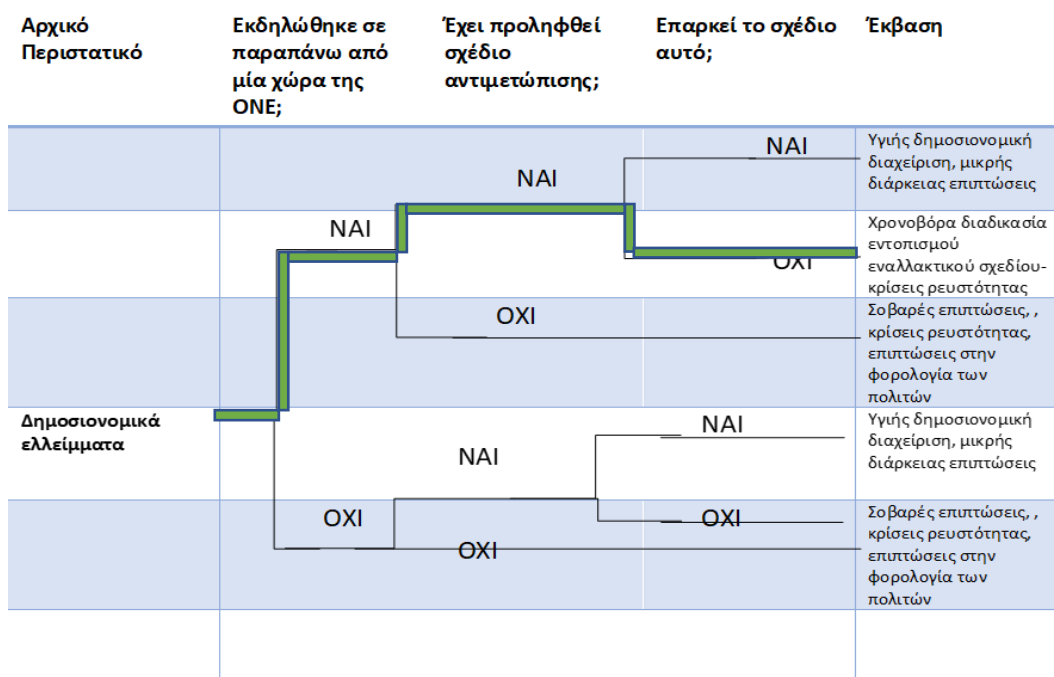 Αρχικό
Περιστατικό
Εκδηλώθηκε σε
παραπάνω από
μία χώρα της
ΟΝΕ;
Έχει προληφθεί
σχέδιο
αντιμετώπισης;
Επαρκεί το σχέδιο
αυτό;
Έκβαση
ΝΑΙ
ΝΑΙ
ΝΑΙ
Υγιής δημοσιονομική
διαχείριση, μικρής
διάρκειας επιπτώσεις
ΟΧΙ
Χρονοβόρα διαδικασία
εντοπισμού
εναλλακτικού σχεδίου-
κρίσεις ρευστότητας
ΟΧΙ
Σοβαρές επιπτώσεις, ,
κρίσεις ρευστότητας,
επιπτώσεις στην
φορολογία των
πολιτών
Δημοσιονομικά
ελλείμματα
ΝΑΙ
ΝΑΙ
Υγιής δημοσιονομική
διαχείριση, μικρής
διάρκειας επιπτώσεις
ΟΧΙ
ΟΧΙ
ΟΧΙ
Σοβαρές επιπτώσεις, ,
κρίσεις ρευστότητας,
επιπτώσεις στην
φορολογία των
πολιτών